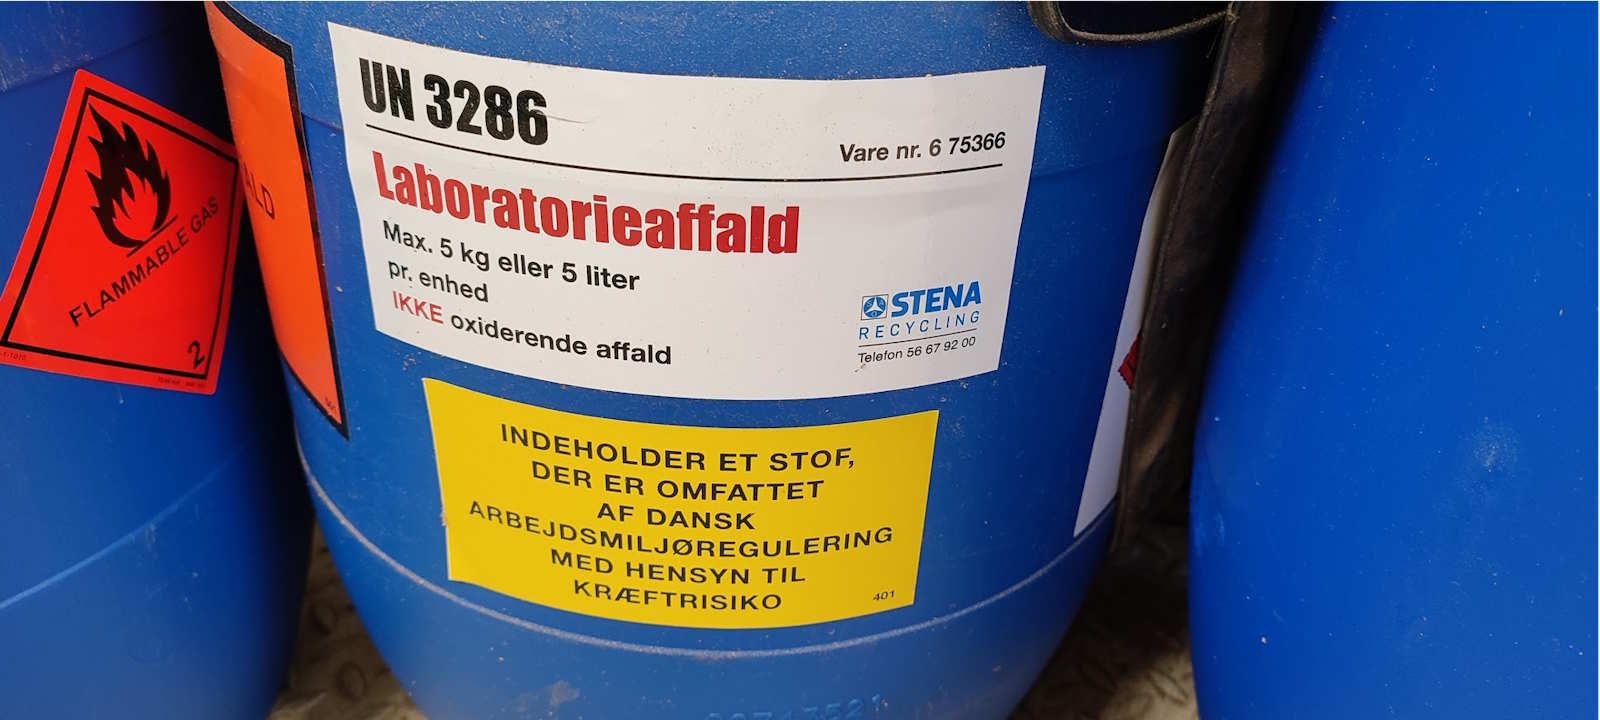 FLAMMABLE GAS
2
ALD
UN 3286
Vare nr. 6 75366
Laboratorieaffald
Max. 5 kg eller 5 liter
pr. enhed
IKKE oxiderende affald
STENA
RECYCLING
Telefon 56 67 92 00
INDEHOLDER ET STOF,
DER ER OMFATTET
AF DANSK
ARBEJDSMILJØREGULERING
MED HENSYN TIL
KRÆFTRISIKO
401